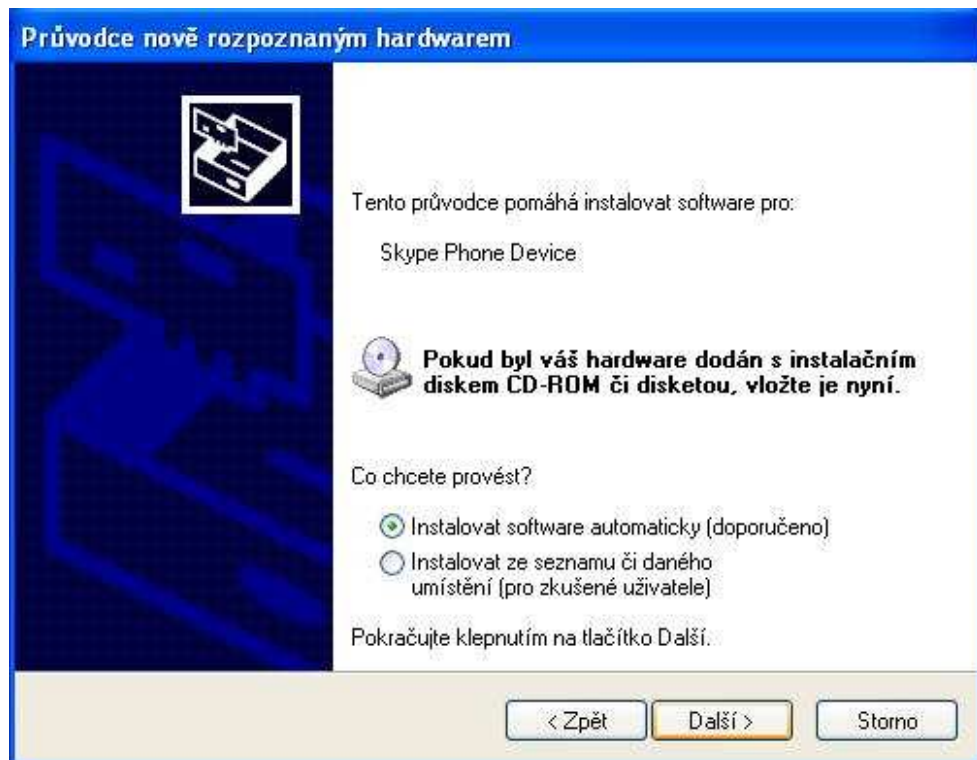 Průvodce nově rozpoznaným hardwarem
Tento průvodce pomáhá instalovat software pro:
Skype Phone Device
Pokud byl váš hardware dodán s instalačním
diskem CD-ROM či disketou, vložte je nyní.
Co chcete provést?
Instalovat software automaticky (doporučeno)
Instalovat ze seznamu či daného
umístění (pro zkušené uživatele)
Pokračujte klepnutím na tlačítko Další.
< Zpět
Další >
Storno